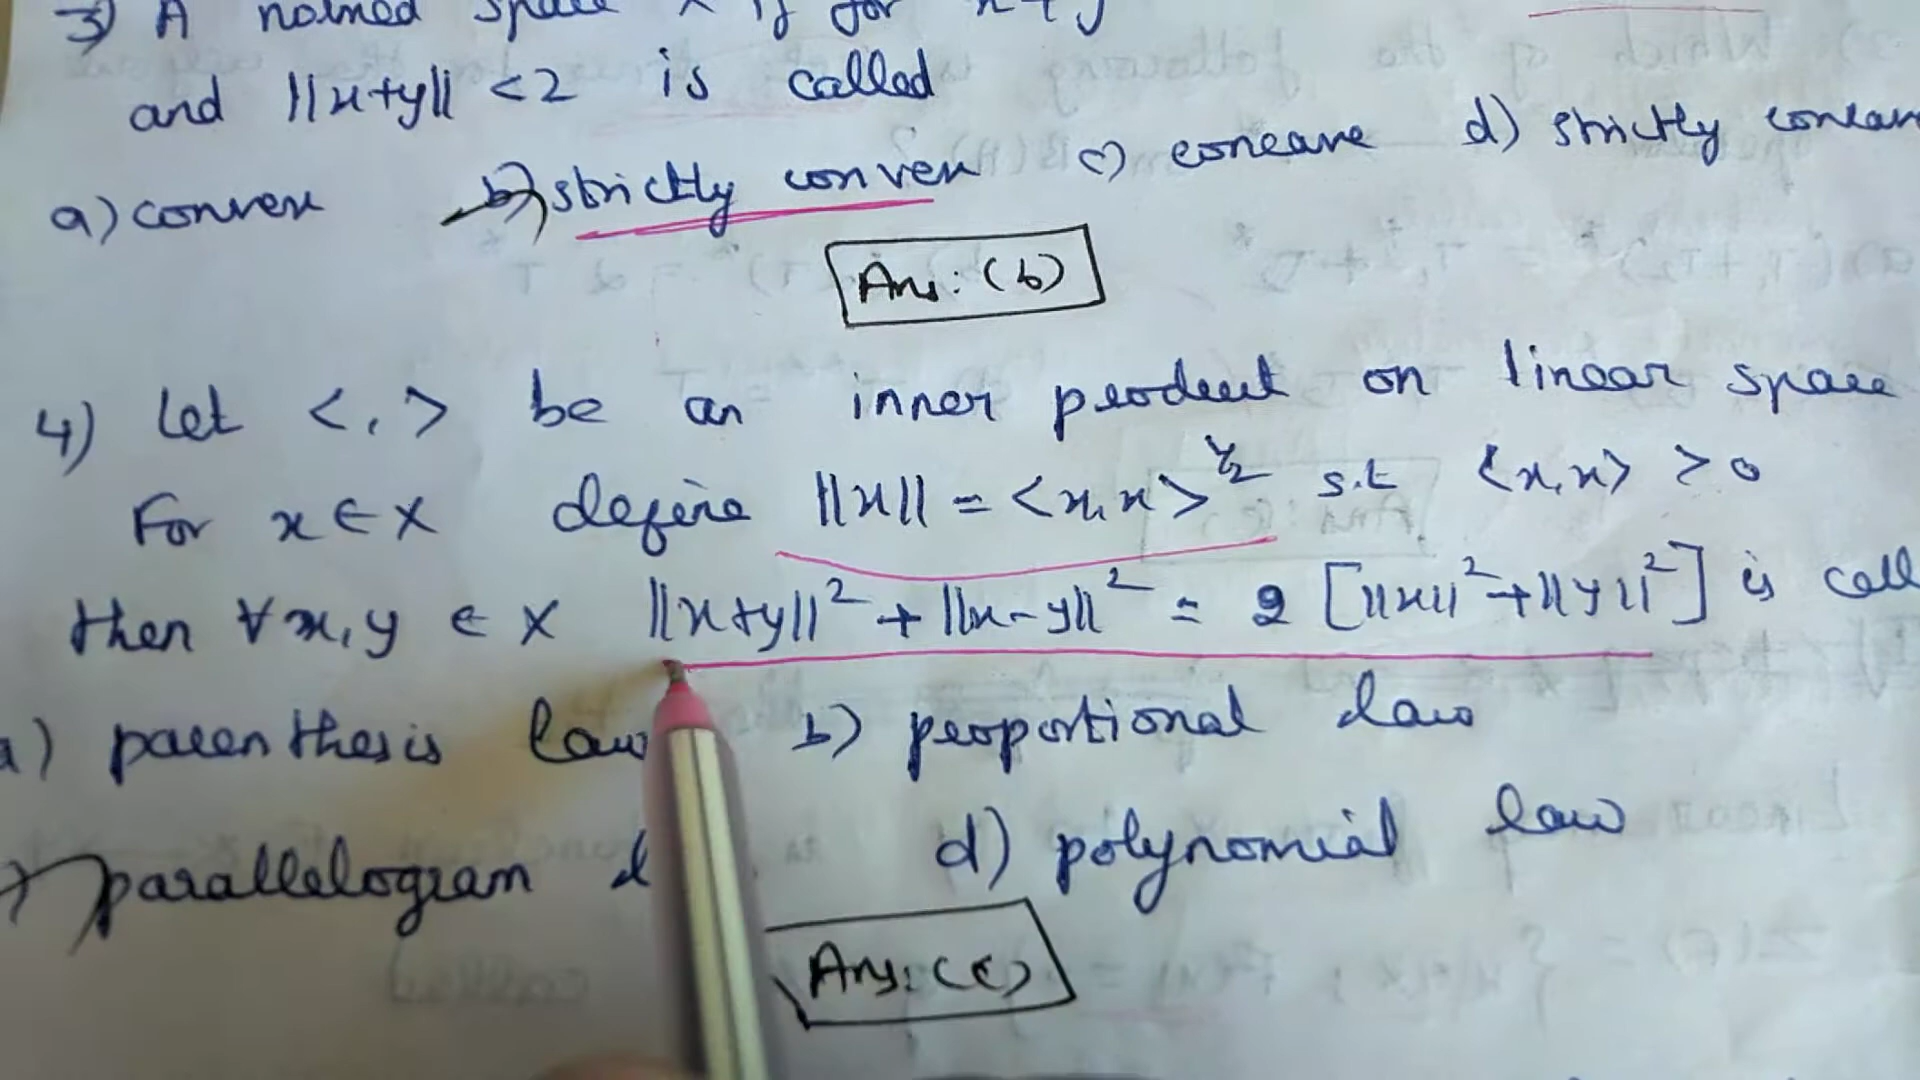 3) A normed space X if for x ≠ y
and ||x+y|| < 2 is called
a) convex b) strictly convex c) concave d) strictly concav
Ans: (b)
4) Let < , > be an inner product on linear space
For x ∈ X define ||x|| = <x, x>^1/2 s.t <x, x> > 0
then ∀ x, y ∈ X ||x+y||² + ||x-y||² = 2 [||x||² + ||y||²] is call
a) parenthesis law b) proportional law
parallelogram l d) polynomial law
Ans: (c)